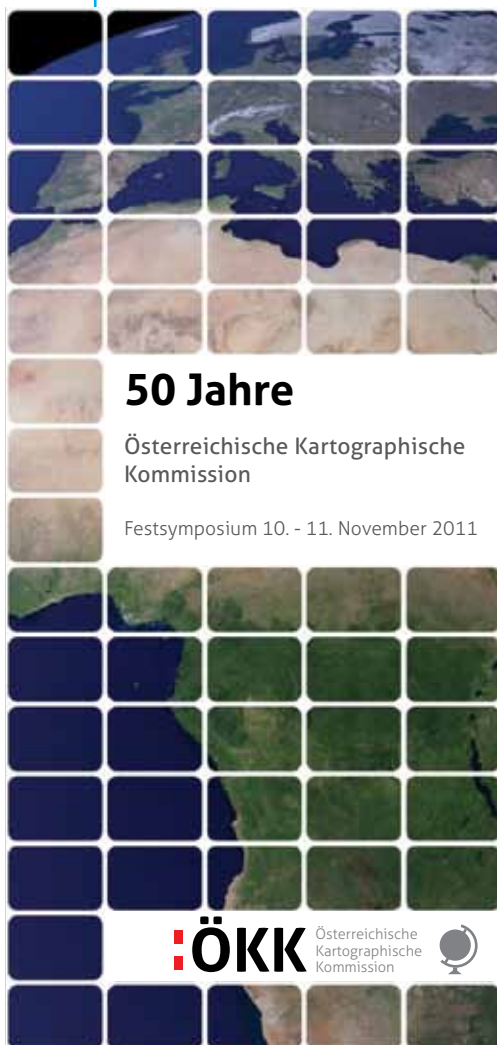 50 Jahre
Österreichische Kartographische
Kommission
Festsymposium 10. - 11. November 2011
:ÖKK
Österreichische
Kartographische
Kommission